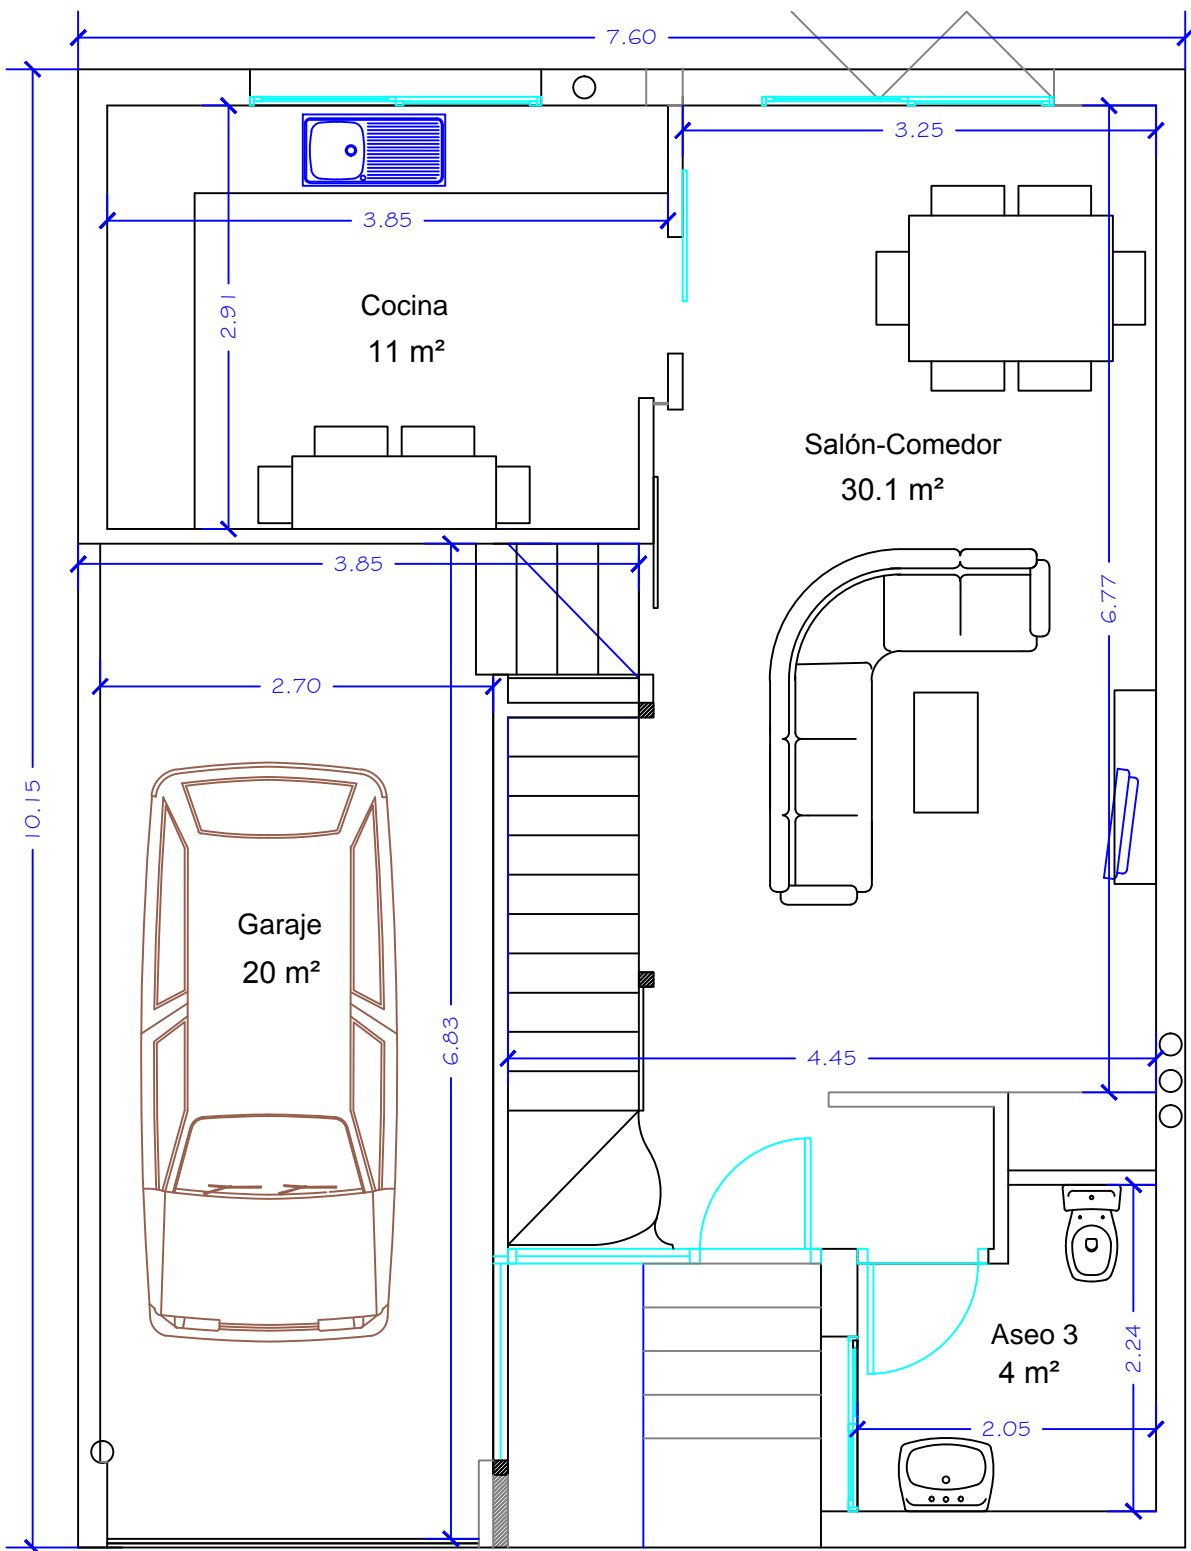 7.60
3.25
3.85
2.91
Cocina
11 m²
Salón-Comedor
30.1 m²
3.85
6.77
2.70
10.15
Garaje
20 m²
6.83
4.45
Aseo 3
4 m²
2.24
2.05